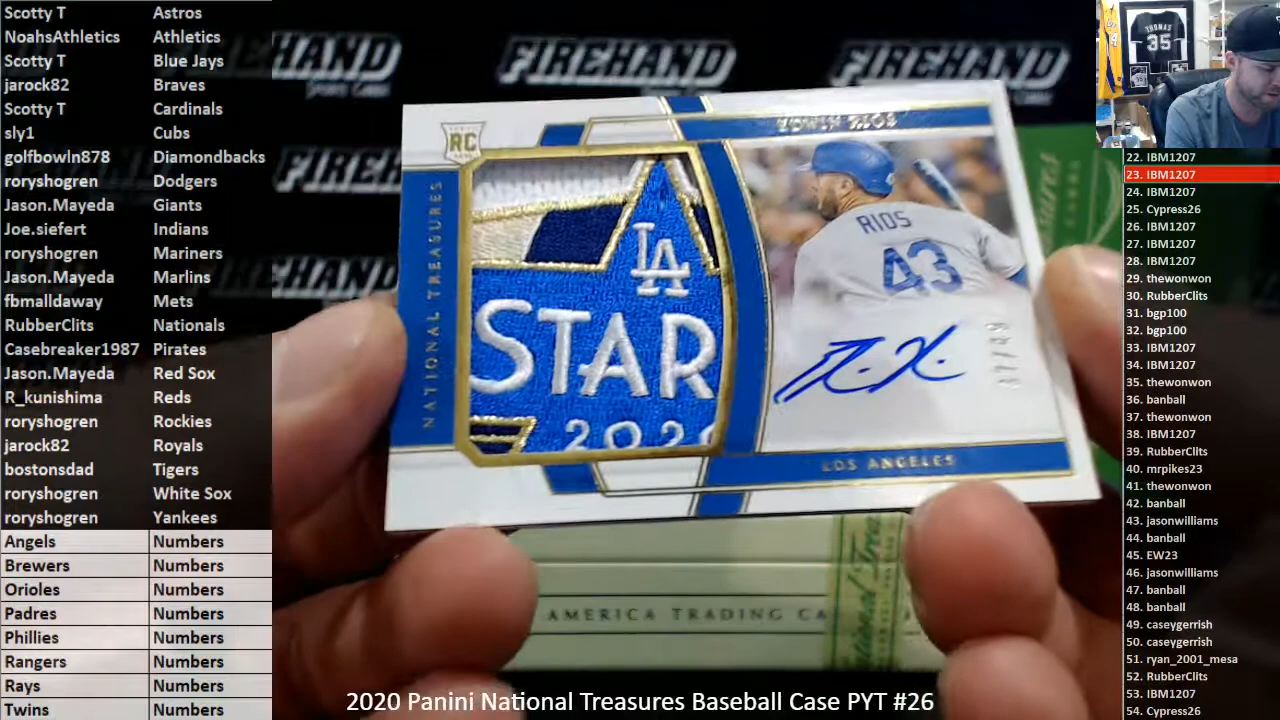 Scotty T Astros
NoahsAthletics Athletics
Scotty T Blue Jays
jarock82 Braves
Scotty T Cardinals
sly1 Cubs
golfbowln878 Diamondbacks
roryshogren Dodgers
Jason.Mayeda Giants
Joe.siefert Indians
roryshogren Mariners
Jason.Mayeda Marlins
fbmalldaway Mets
RubberClits Nationals
Casebreaker1987 Pirates
Jason.Mayeda Red Sox
R_kunishima Reds
roryshogren Rockies
jarock82 Royals
bostonsdad Tigers
roryshogren White Sox
roryshogren Yankees
Angels Numbers
Brewers Numbers
Orioles Numbers
Padres Numbers
Phillies Numbers
Rangers Numbers
Rays Numbers
Twins Numbers
HAND
FIREHAND
FIREHAND
FIREH
FIREHAND
RC
EDWIN RIOS
NATIONAL TREASURES
LA
STAR
202
RIOS
43
LOS ANGELES
AMERICA TRADING CA
2020 Panini National Treasures Baseball Case PYT #26
THOMAS
35
22. IBM1207
23. IBM1207
24. IBM1207
25. Cypress26
26. IBM1207
27. IBM1207
28. IBM1207
29. thewonwon
30. RubberClits
31. bgp100
32. bgp100
33. IBM1207
34. IBM1207
35. thewonwon
36. banball
37. thewonwon
38. IBM1207
39. RubberClits
40. mrpikes23
41. thewonwon
42. banball
43. jasonwilliams
44. banball
45. EW23
46. jasonwilliams
47. banball
48. banball
49. caseygerrish
50. caseygerrish
51. ryan_2001_mesa
52. RubberClits
53. IBM1207
54. Cypress26